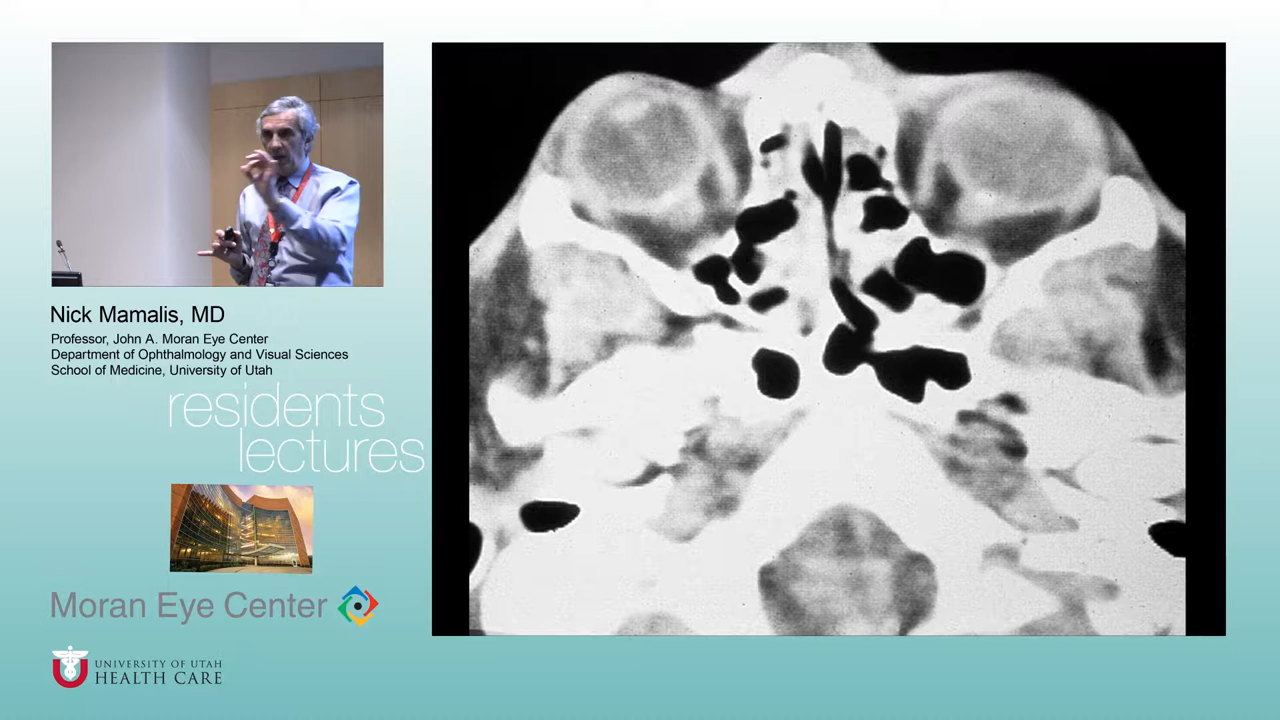 Nick Mamalis, MD
Professor, John A. Moran Eye Center
Department of Ophthalmology and Visual Sciences
School of Medicine, University of Utah
residents
lectures
Moran Eye Center
UNIVERSITY OF UTAH
HEALTH CARE